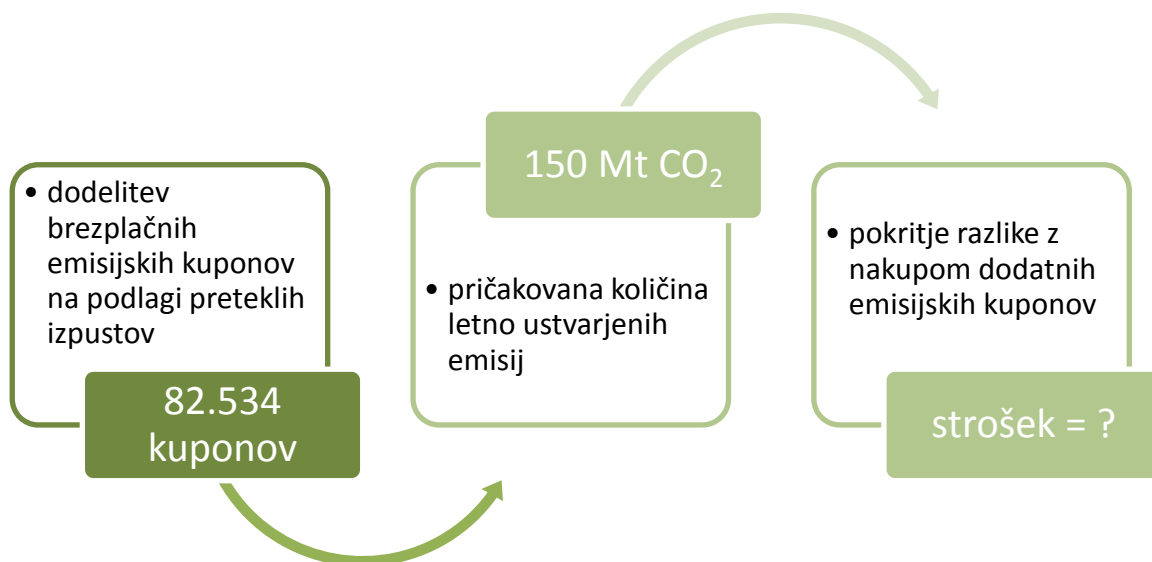 • dodelitev
brezplačnih
emisijskih kuponov
na podlagi preteklih
izpustov
82.534
kuponov
150 Mt CO₂
• pričakovana količina
letno ustvarjenih
emisij
• pokritje razlike z
nakupom dodatnih
emisijskih kuponov
strošek = ?